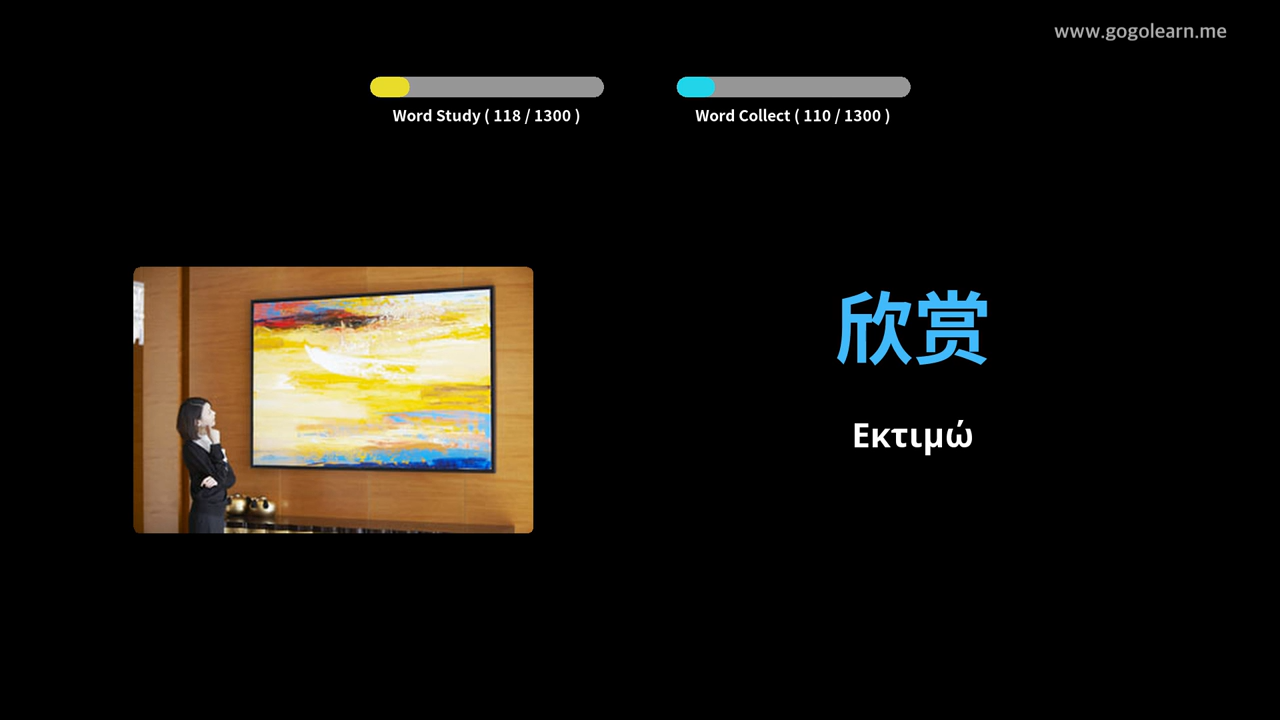 www.gogolearn.me
Word Study ( 118 / 1300 )
Word Collect ( 110 / 1300 )
欣赏
Εκτιμώ